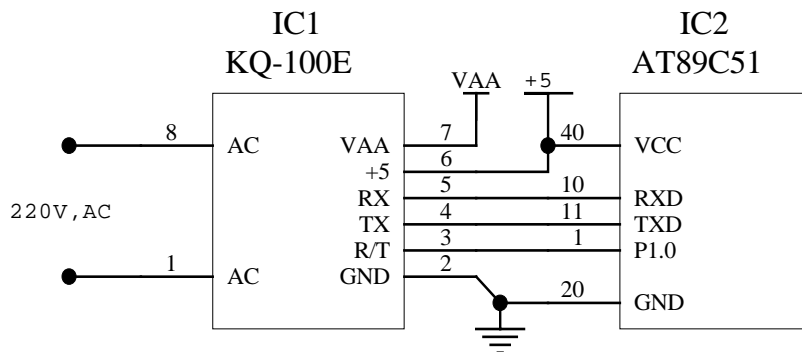 IC1
KQ-100E
IC2
AT89C51
VAA
+5
8
AC
VAA
7
40
VCC
+5
6
RX
5
10
RXD
220V,AC
TX
4
11
TXD
R/T
3
1
P1.0
1
AC
GND
2
20
GND